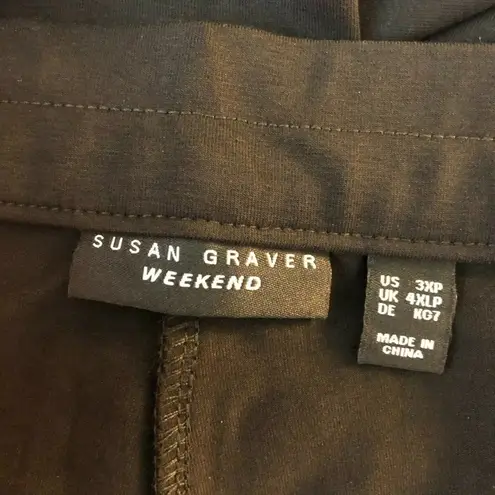 SUSAN GRAVER
WEEKEND
US 3XP
UK 4XLP
DE KG7
MADE IN
CHINA